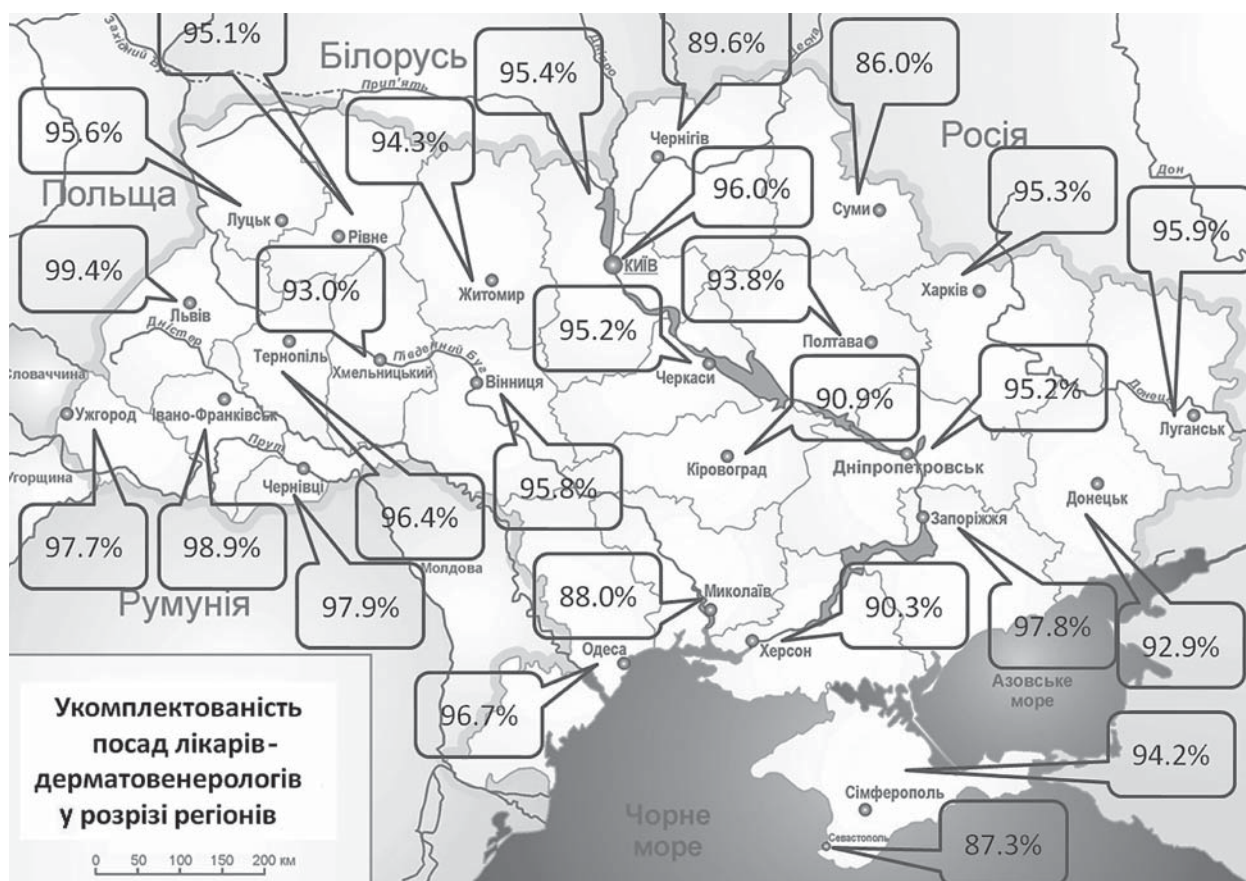 95.1%
Західний
Білорусь
Дніпро
89.6%
Десна
86.0%
95.4%
Прип'ять
95.6%
94.3%
Чернігів
Росія
Польща
96.0%
95.3%
Дон
Луцьк
Рівне
Суми
95.9%
99.4%
КИЇВ
93.8%
93.0%
Житомир
Харків
Львів
Дністер
95.2%
Полтава
Тернопіль
Південний Буг
Хмельницький
Черкаси
Словаччина
Вінниця
90.9%
95.2%
Донець
Ужгород
Івано-Франківськ
Луганськ
Прут
Кіровоград
Дніпропетровськ
Угорщина
Чернівці
95.8%
Донецьк
97.7%
98.9%
96.4%
Запоріжжя
Молдова
Румунія
97.9%
88.0%
Миколаїв
90.3%
97.8%
92.9%
Одеса
Херсон
Азовське
море
96.7%
Укомплектованість
посад лікарів-
дерматовенерологів
у розрізі регіонів
0 50 100 150 200 км
94.2%
Сімферополь
Чорне
море
Севастополь
87.3%